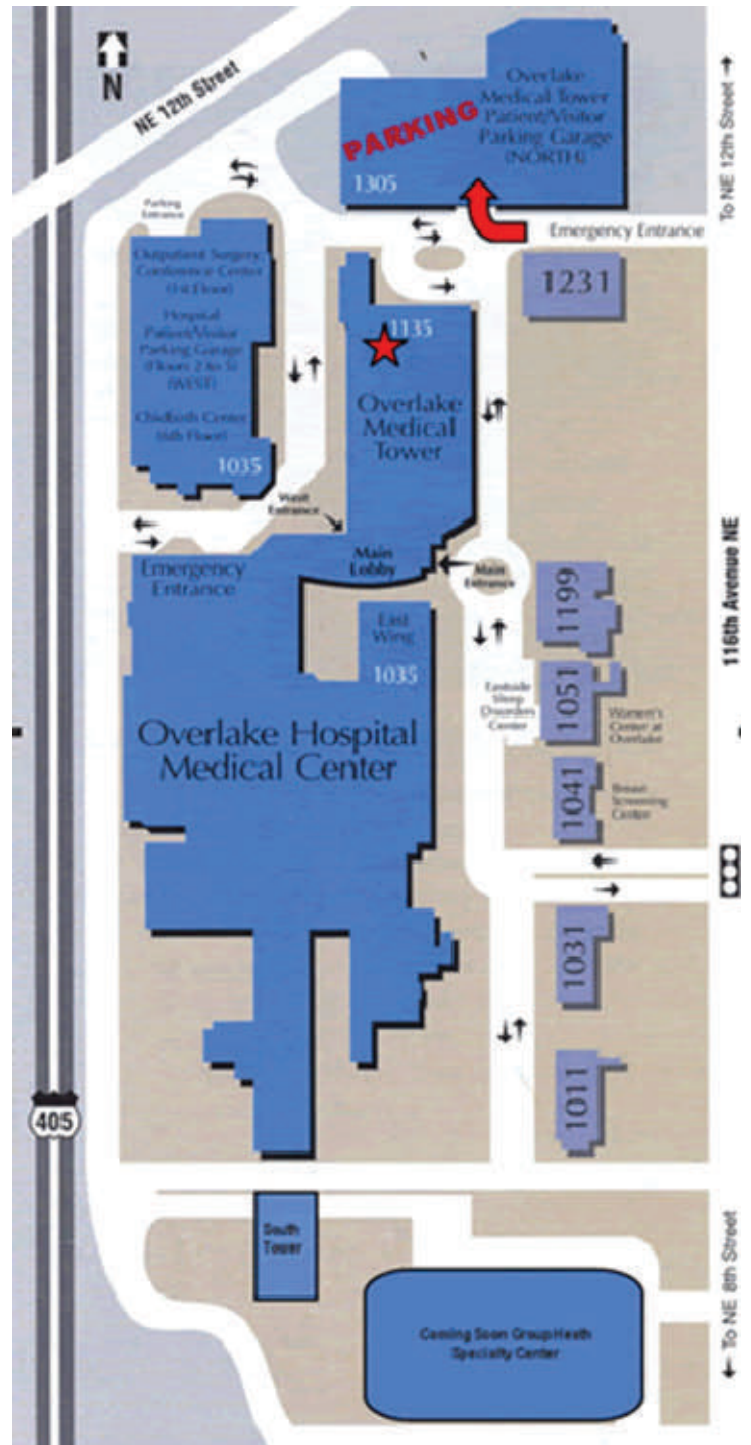 N
NE 12th Street
Overlake
Medical Tower
Patient/Visitor
Parking Garage
(NORTH)
PARKING
1305
To NE 12th Street →
Parking
Entrance
Emergency Entrance
Outpatient Surgery,
Conference Center
(1st Floor)
Hospital
Patient/Visitor
Parking Garage
(Floors 2 to 5)
(WEST)
Childbirth Center
(6th Floor)
1035
1231
1135
Overlake
Medical
Tower
West
Entrance
Main
Lobby
Main
Entrance
Emergency
Entrance
East
Wing
1035
1199
116th Avenue NE
Eastside
Sleep
Disorders
Center
1051
Women's
Center at
Overlake
Overlake Hospital
Medical Center
1041
Breast
Screening
Center
1031
1011
405
South
Tower
Coming Soon Group Heath
Specialty Center
← To NE 8th Street